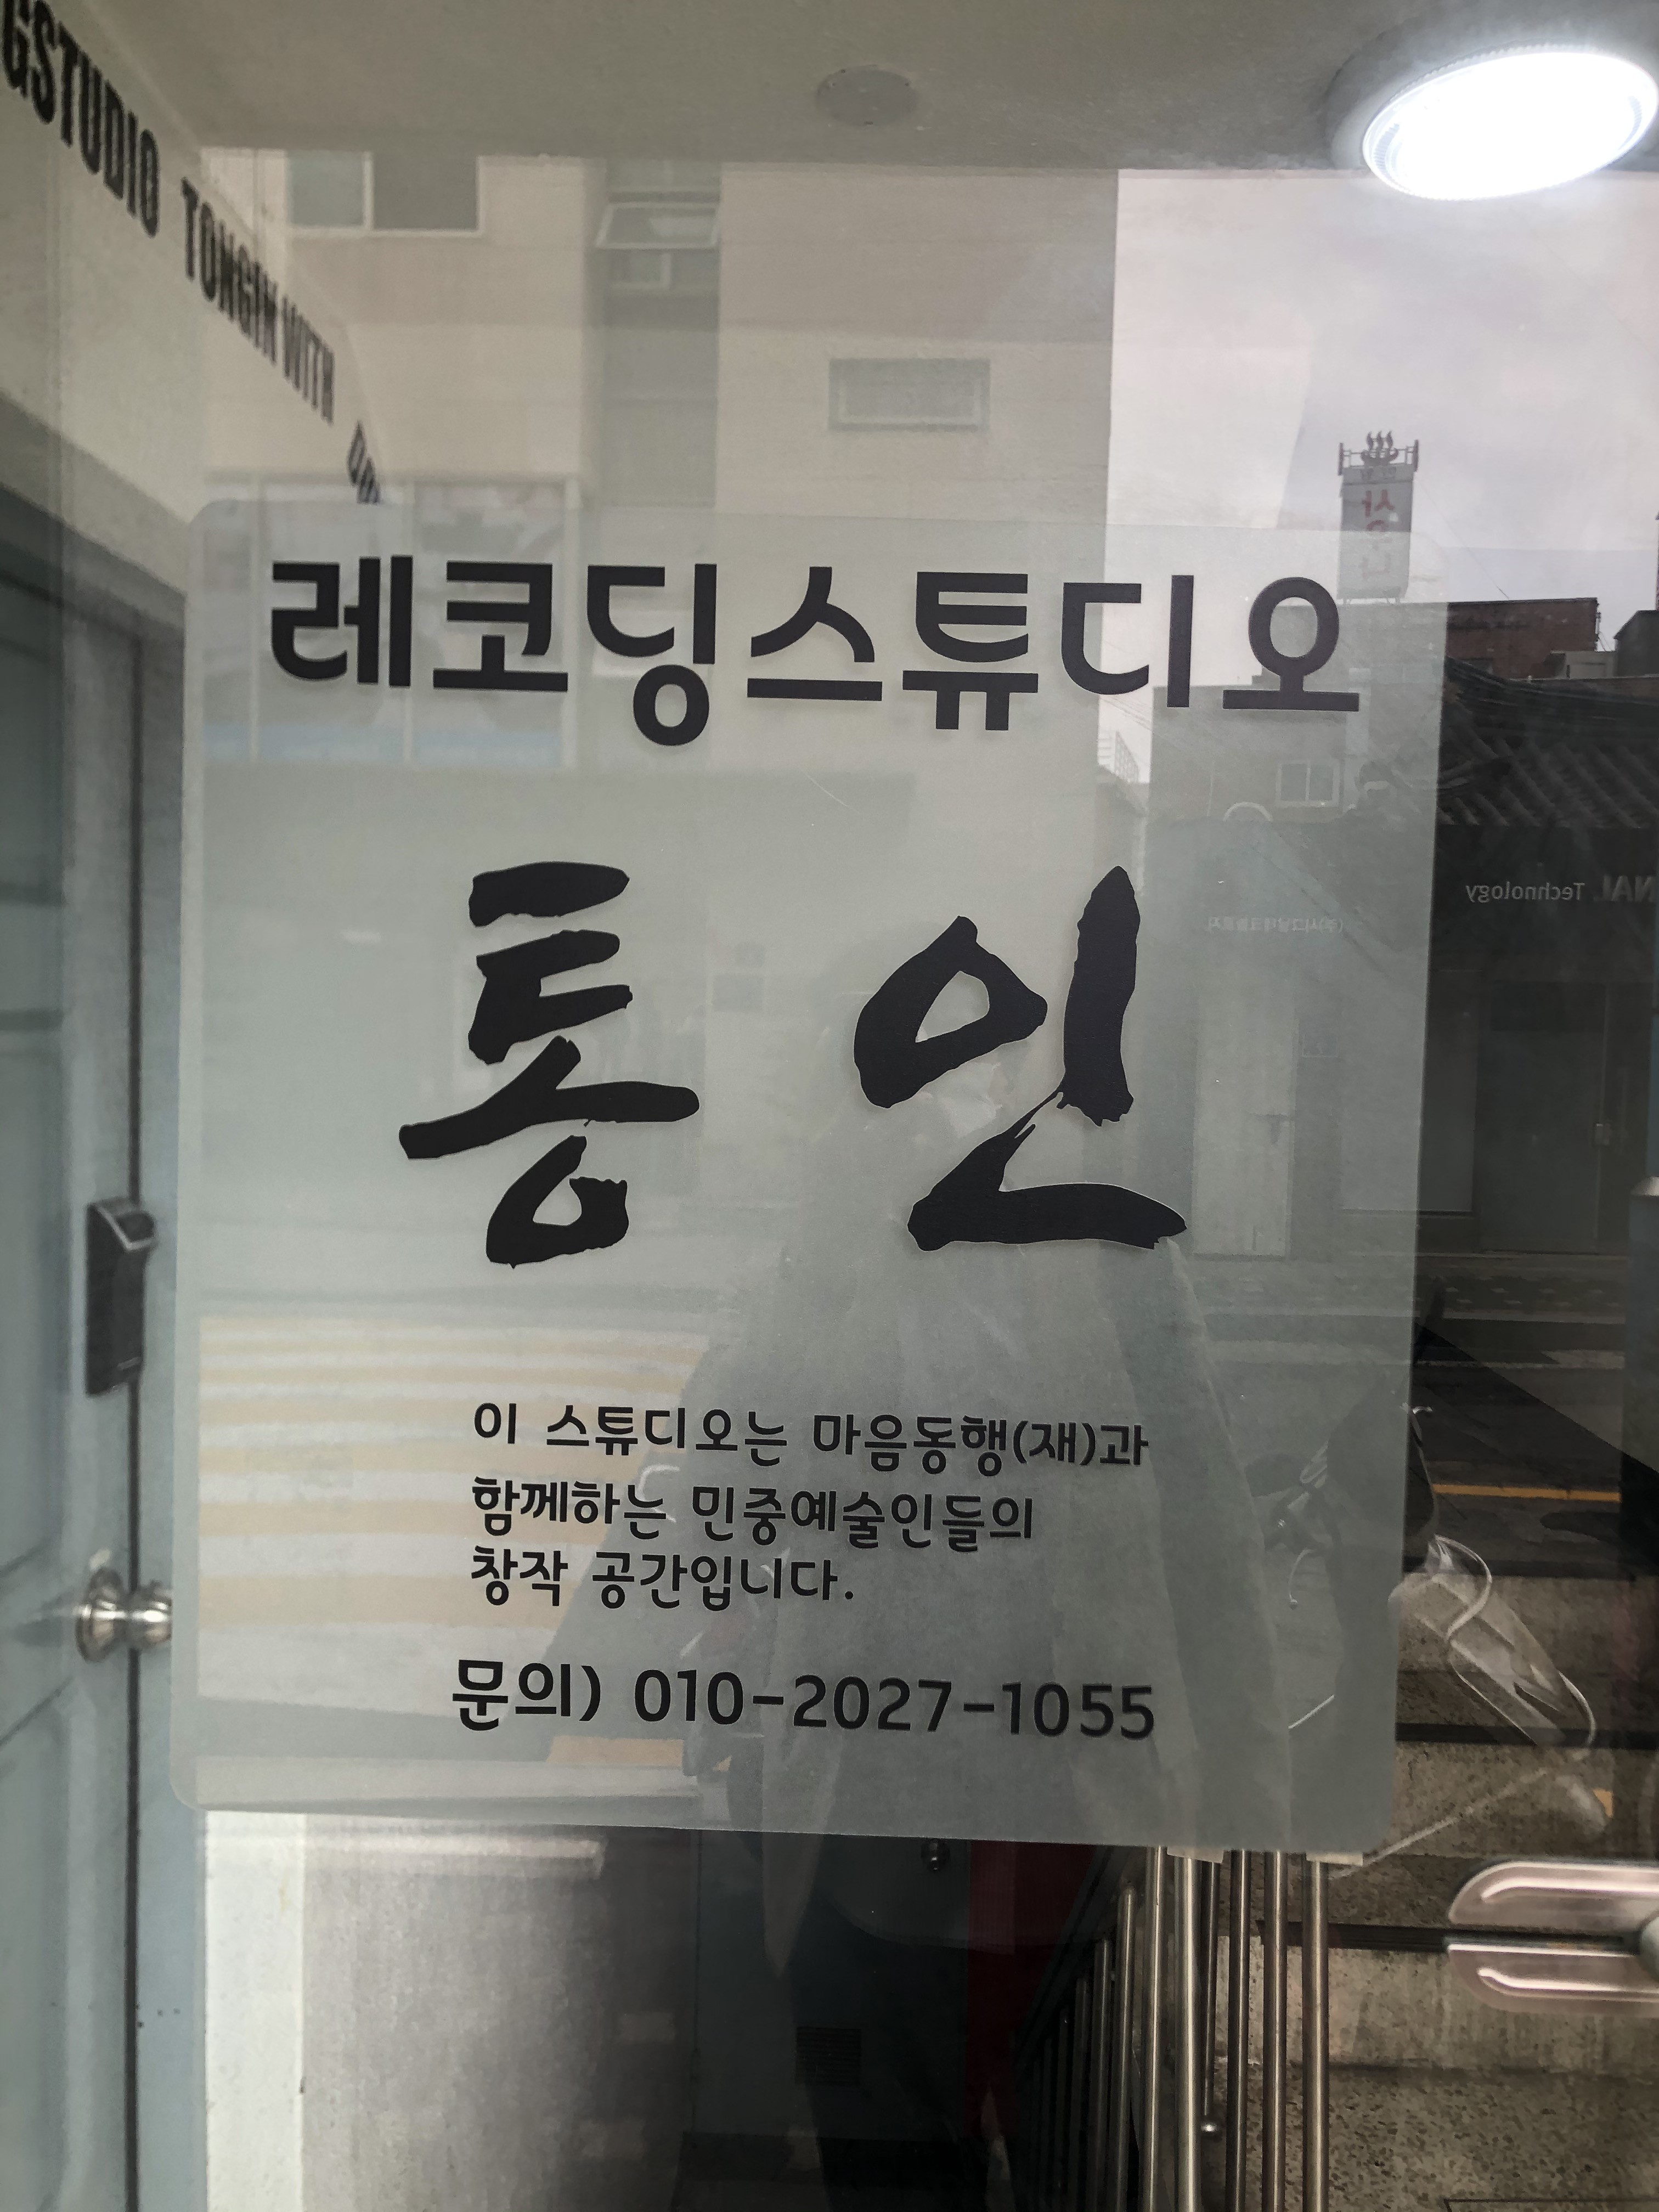 GSTUDIO TONGIN WITH
레코딩스튜디오
통 인
이 스튜디오는 마음동행(재)과
함께하는 민중예술인들의
창작 공간입니다.
문의) 010-2027-1055
Technology